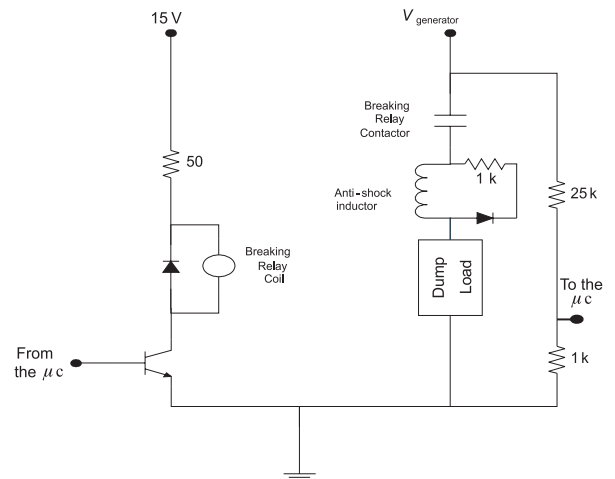 15 V
V generator
Breaking
Relay
Contactor
50
1 k
Anti-shock
inductor
25 k
Breaking
Relay
Coil
Dump
Load
To the
μc
From
the μc
1 k